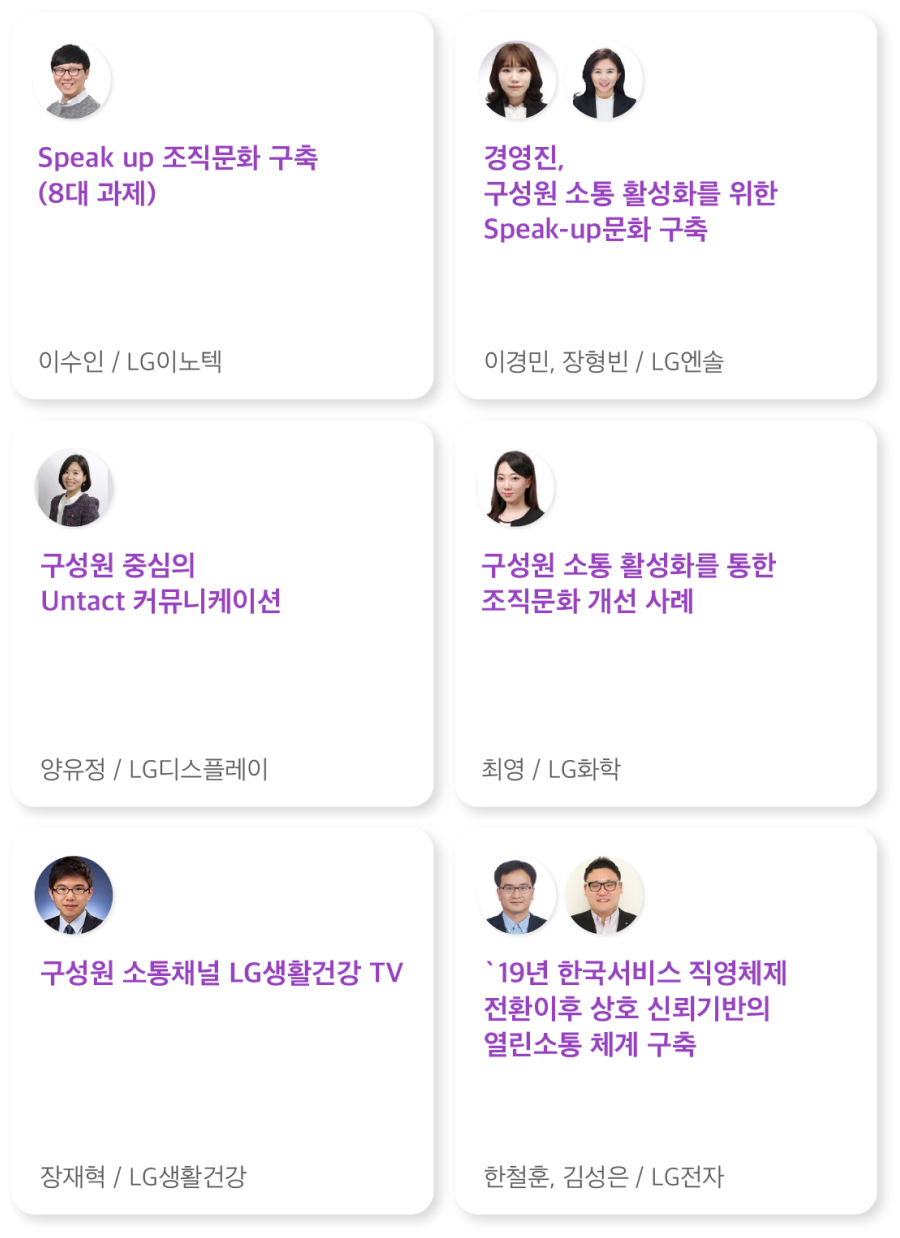 Speak up 조직문화 구축
(8대 과제)
이수인 / LG이노텍
경영진,
구성원 소통 활성화를 위한
Speak-up문화 구축
이경민, 장형빈 / LG엔솔
구성원 중심의
Untact 커뮤니케이션
양유정 / LG디스플레이
구성원 소통 활성화를 통한
조직문화 개선 사례
최영 / LG화학
구성원 소통채널 LG생활건강 TV
장재혁 / LG생활건강
`19년 한국서비스 직영체제
전환이후 상호 신뢰기반의
열린소통 체계 구축
한철훈, 김성은 / LG전자